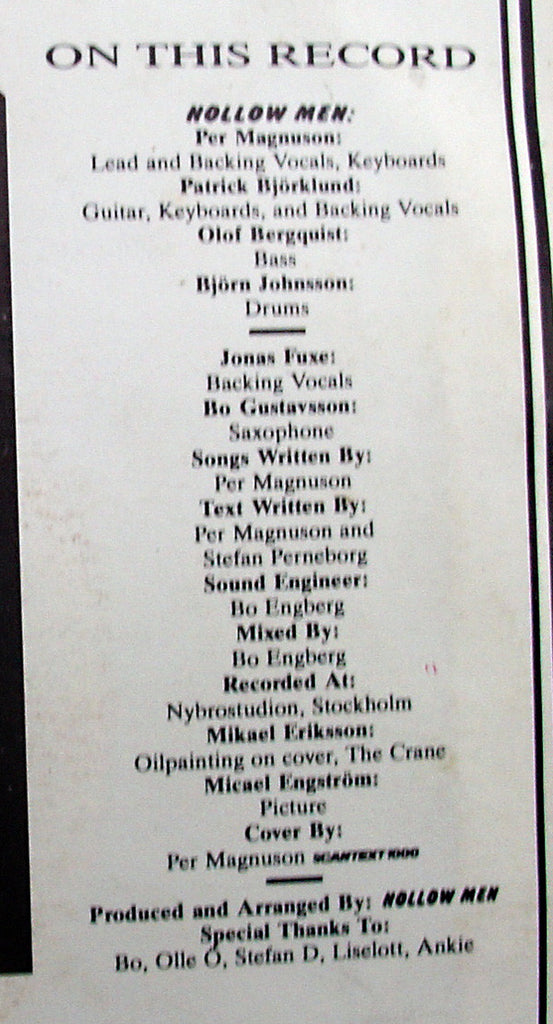 ON THIS RECORD
HOLLOW MEN:
Per Magnuson:
Lead and Backing Vocals, Keyboards
Patrick Björklund:
Guitar, Keyboards, and Backing Vocals
Olof Bergquist:
Bass
Björn Johnsson:
Drums
Jonas Fuxe:
Backing Vocals
Bo Gustavsson:
Saxophone
Songs Written By:
Per Magnuson
Text Written By:
Per Magnuson and
Stefan Perneborg
Sound Engineer:
Bo Engberg
Mixed By:
Bo Engberg
Recorded At:
Nybrostudion, Stockholm
Mikael Eriksson:
Oilpainting on cover, The Crane
Micael Engström:
Picture
Cover By:
Per Magnuson SCANTEXT 1000
Produced and Arranged By: HOLLOW MEN
Special Thanks To:
Bo, Olle Ö, Stefan D, Liselott, Ankie